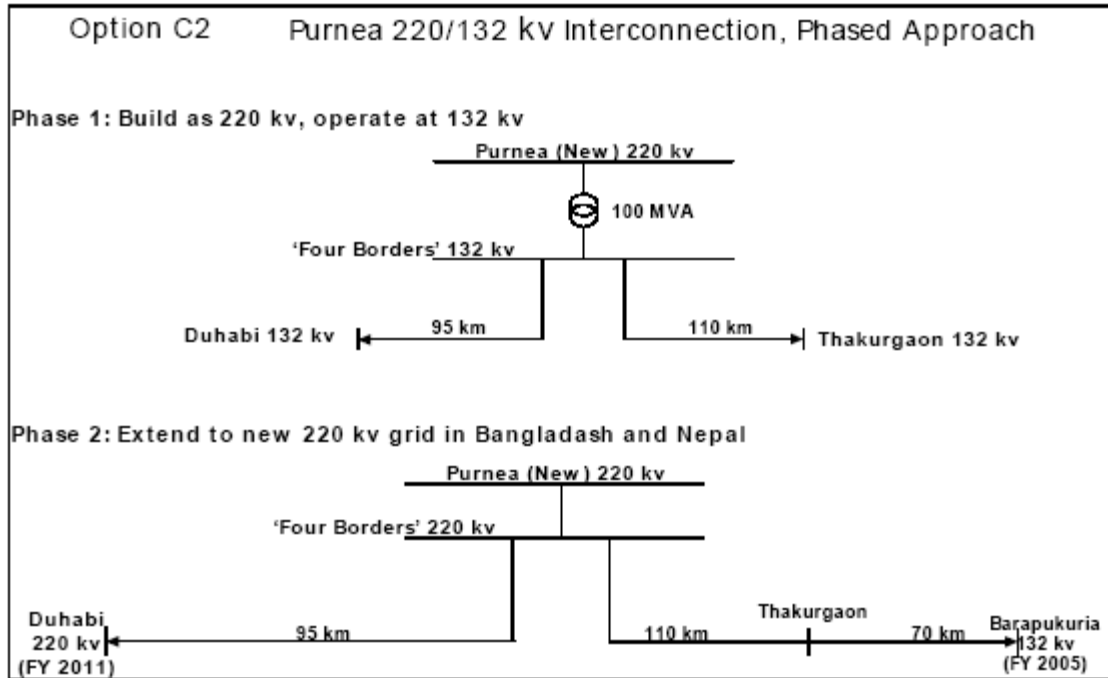 Option C2 Purnea 220/132 kv Interconnection, Phased Approach
Phase 1: Build as 220 kv, operate at 132 kv
Purnea (New) 220 kv
100 MVA
‘Four Borders’ 132 kv
Duhabi 132 kv
95 km
110 km
Thakurgaon 132 kv
Phase 2: Extend to new 220 kv grid in Bangladash and Nepal
Purnea (New) 220 kv
‘Four Borders’ 220 kv
Duhabi
220 kv
(FY 2011)
95 km
110 km
Thakurgaon
70 km
Barapukuria
132 kv
(FY 2005)